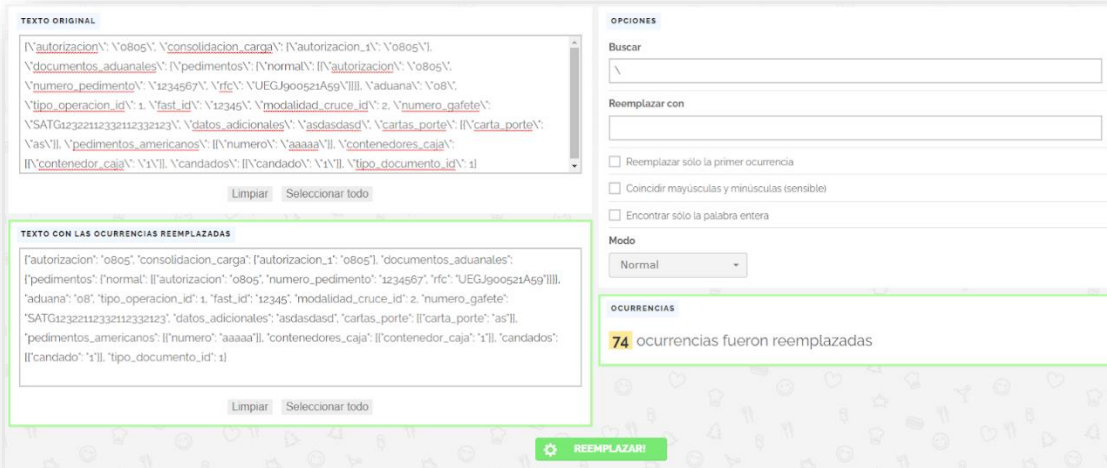 TEXTO ORIGINAL
{\"autorizacion\": \"0805\", \"consolidacion_carga\": {\"autorizacion_1\": \"0805\"},
\"documentos_aduanales\": {\"pedimentos\": {\"normal\": [{\"autorizacion\": \"0805\",
\"numero_pedimento\": \"1234567\", \"rfc\": \"UEGJ900521A59\"}]}}, \"aduana\": \"08\",
\"tipo_operacion_id\": 1, \"fast_id\": \"12345\", \"modalidad_cruce_id\": 2, \"numero_gafete\":
\"SATG12322112332112332123\", \"datos_adicionales\": \"asdasdasd\", \"cartas_porte\": [{\"carta_porte\":
\"as\"}], \"pedimentos_americanos\": [{\"numero\": \"aaaaa\"}], \"contenedores_caja\":
[{\"contenedor_caja\": \"1\"}], \"candados\": [{\"candado\": \"1\"}], \"tipo_documento_id\": 1}
Limpiar Seleccionar todo
TEXTO CON LAS OCURRENCIAS REEMPLAZADAS
{"autorizacion": "0805", "consolidacion_carga": {"autorizacion_1": "0805"}, "documentos_aduanales":
{"pedimentos": {"normal": [{"autorizacion": "0805", "numero_pedimento": "1234567", "rfc": "UEGJ900521A59"}]}},
"aduana": "08", "tipo_operacion_id": 1, "fast_id": "12345", "modalidad_cruce_id": 2, "numero_gafete":
"SATG12322112332112332123", "datos_adicionales": "asdasdasd", "cartas_porte": [{"carta_porte": "as"}],
"pedimentos_americanos": [{"numero": "aaaaa"}], "contenedores_caja": [{"contenedor_caja": "1"}], "candados":
[{"candado": "1"}], "tipo_documento_id": 1}
Limpiar Seleccionar todo
OPCIONES
Buscar
\
Reemplazar con
Reemplazar sólo la primer ocurrencia
Coincidir mayúsculas y minúsculas (sensible)
Encontrar sólo la palabra entera
Modo
Normal
OCURRENCIAS
74 ocurrencias fueron reemplazadas
REEMPLAZAR!